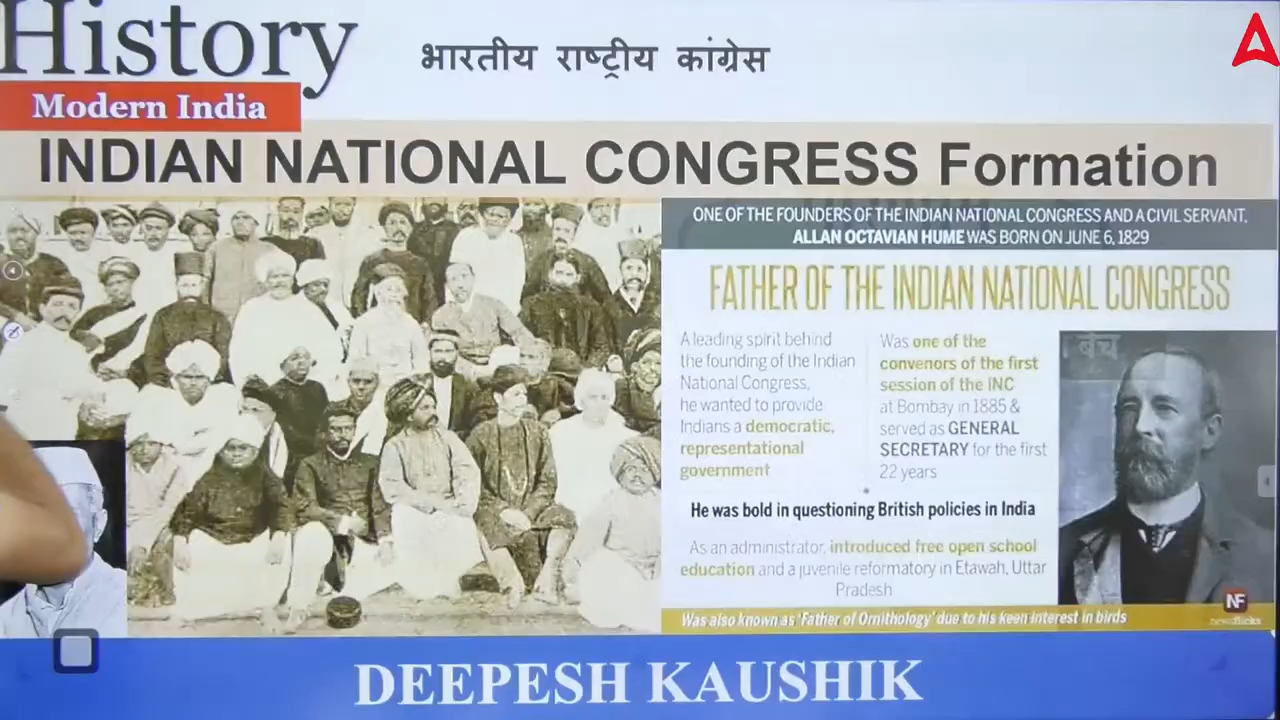 History
भारतीय राष्ट्रीय कांग्रेस
Modern India
INDIAN NATIONAL CONGRESS Formation
ONE OF THE FOUNDERS OF THE INDIAN NATIONAL CONGRESS AND A CIVIL SERVANT,
ALLAN OCTAVIAN HUME WAS BORN ON JUNE 6, 1829
FATHER OF THE INDIAN NATIONAL CONGRESS
A leading spirit behind
the founding of the Indian
National Congress,
he wanted to provide
Indians a democratic,
representational
government
Was one of the
convenors of the first
session of the INC
at Bombay in 1885 &
served as GENERAL
SECRETARY for the first
22 years
बंच
He was bold in questioning British policies in India
As an administrator, introduced free open school
education and a juvenile reformatory in Etawah, Uttar
Pradesh
Was also known as 'Father of Ornithology' due to his keen interest in birds
NF
newsflicks
DEEPESH KAUSHIK